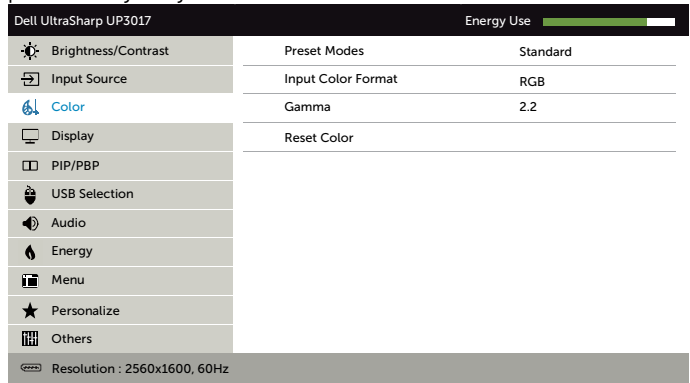 Dell UltraSharp UP3017 Energy Use
Brightness/Contrast Preset Modes Standard
Input Source Input Color Format RGB
Color Gamma 2.2
Display Reset Color
PIP/PBP
USB Selection
Audio
Energy
Menu
Personalize
Others
Resolution : 2560x1600, 60Hz